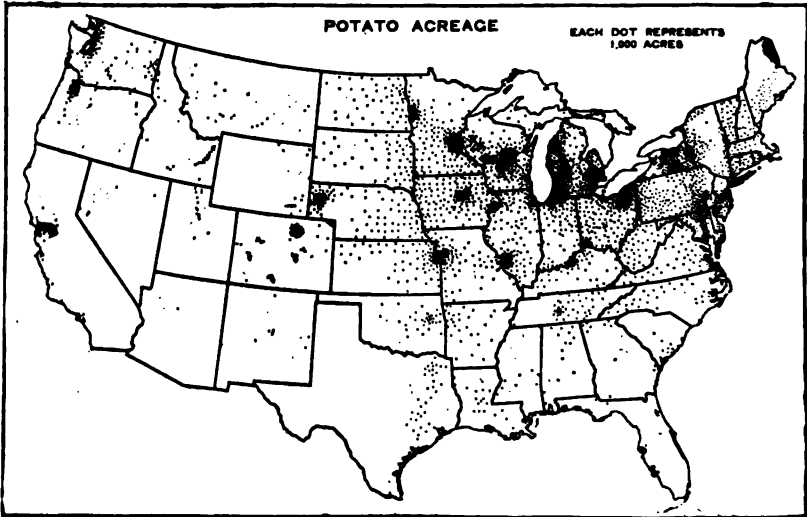 POTATO ACREAGE
EACH DOT REPRESENTS
1,000 ACRES